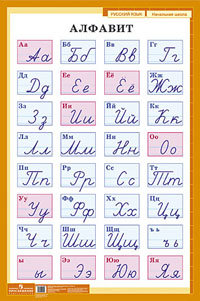 РУССКИЙ ЯЗЫК Начальная школа
АЛФАВИТ
Аа Бб Вв Гг
Аа Бб Вв Гг
Дд Ее Ёё Жж
Дд Ее Ёё Жж
Зз Ии Йй Кк
Зз Ии Йй Кк
Лл Мм Нн Оо
Лл Мм Нн Оо
Пп Рр Сс Тт
Пп Рр Сс Тт
Уу Фф Хх Цц
Уу Фф Хх Цц
Чч Шш Щщ ъ ь
Чч Шш Щщ ъ ь
ы Ээ Юю Яя
ы Ээ Юю Яя